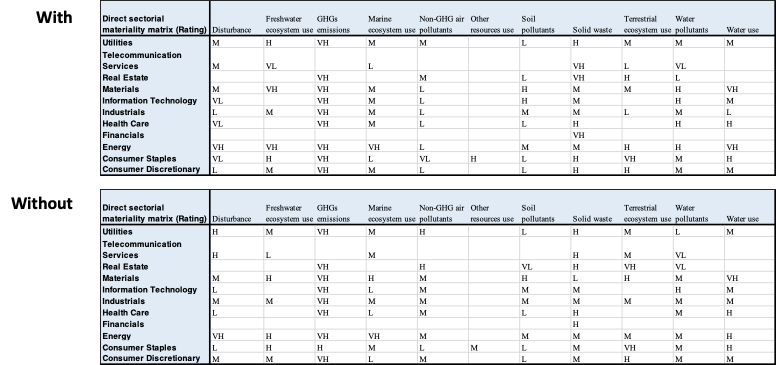 With
Direct sectorial Freshwater GHGs Marine Non-GHG air Other Soil Terrestrial Water
materiality matrix (Rating) Disturbance ecosystem use emissions ecosystem use pollutants resources use pollutants Solid waste ecosystem use pollutants Water use
Utilities M H VH M M L H M M M
Telecommunication
Services M VL L VH L VL
Real Estate VH M L VH H L
Materials M VH VH M L H M M H VH
Information Technology VL VH M L H M H M
Industrials L M VH M L M M L M L
Health Care VL VH M L L H H H
Financials VH
Energy VH VH VH VH L M M H H VH
Consumer Staples VL H VH L VL H L H VH M H
Consumer Discretionary L M VH M L L H H M H
Without
Direct sectorial Freshwater GHGs Marine Non-GHG air Other Soil Terrestrial Water
materiality matrix (Rating) Disturbance ecosystem use emissions ecosystem use pollutants resources use pollutants Solid waste ecosystem use pollutants Water use
Utilities H M VH M H L H M L M
Telecommunication
Services H L M H M VL
Real Estate VH H VL H VH VL
Materials M H VH H M H L H M VH
Information Technology L VH L M M M H M
Industrials M M VH M M M M M M M
Health Care L VH L M L H M H
Financials H
Energy VH H VH VH M M M M M H
Consumer Staples L H H M L M L M VH M H
Consumer Discretionary M M VH L M L M H M M